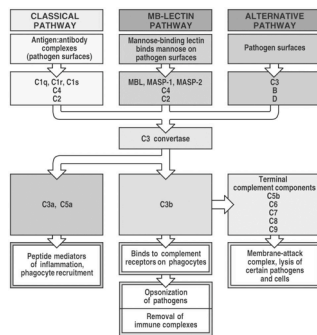 CLASSICAL
PATHWAY
MB-LECTIN
PATHWAY
ALTERNATIVE
PATHWAY
Antigen:antibody
complexes
(pathogen surfaces)
Mannose-binding lectin
binds mannose on
pathogen surfaces
Pathogen surfaces
C1q, C1r, C1s
C4
C2
MBL, MASP-1, MASP-2
C4
C2
C3
B
D
C3 convertase
C3a, C5a
C3b
Terminal
complement components
C5b
C6
C7
C8
C9
Peptide mediators
of inflammation,
phagocyte recruitment
Binds to complement
receptors on phagocytes
Opsonization
of pathogens
Removal of
immune complexes
Membrane-attack
complex, lysis of
certain pathogens
and cells